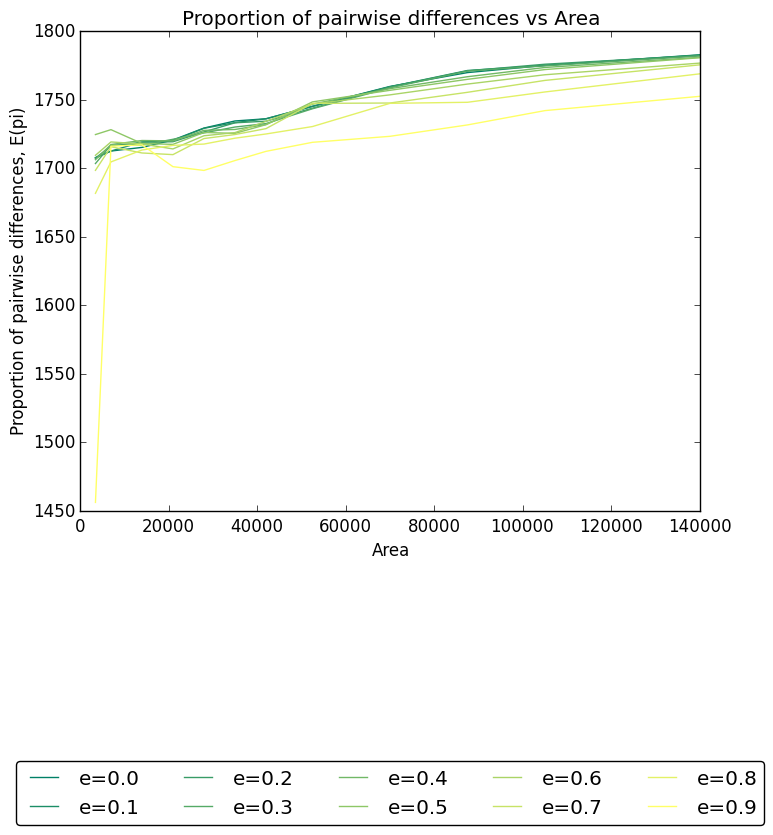 Proportion of pairwise differences vs Area
Proportion of pairwise differences, E(pi)
1800
1750
1700
1650
1600
1550
1500
1450
0 20000 40000 60000 80000 100000 120000 140000
Area
e=0.0 e=0.2 e=0.4 e=0.6 e=0.8
e=0.1 e=0.3 e=0.5 e=0.7 e=0.9